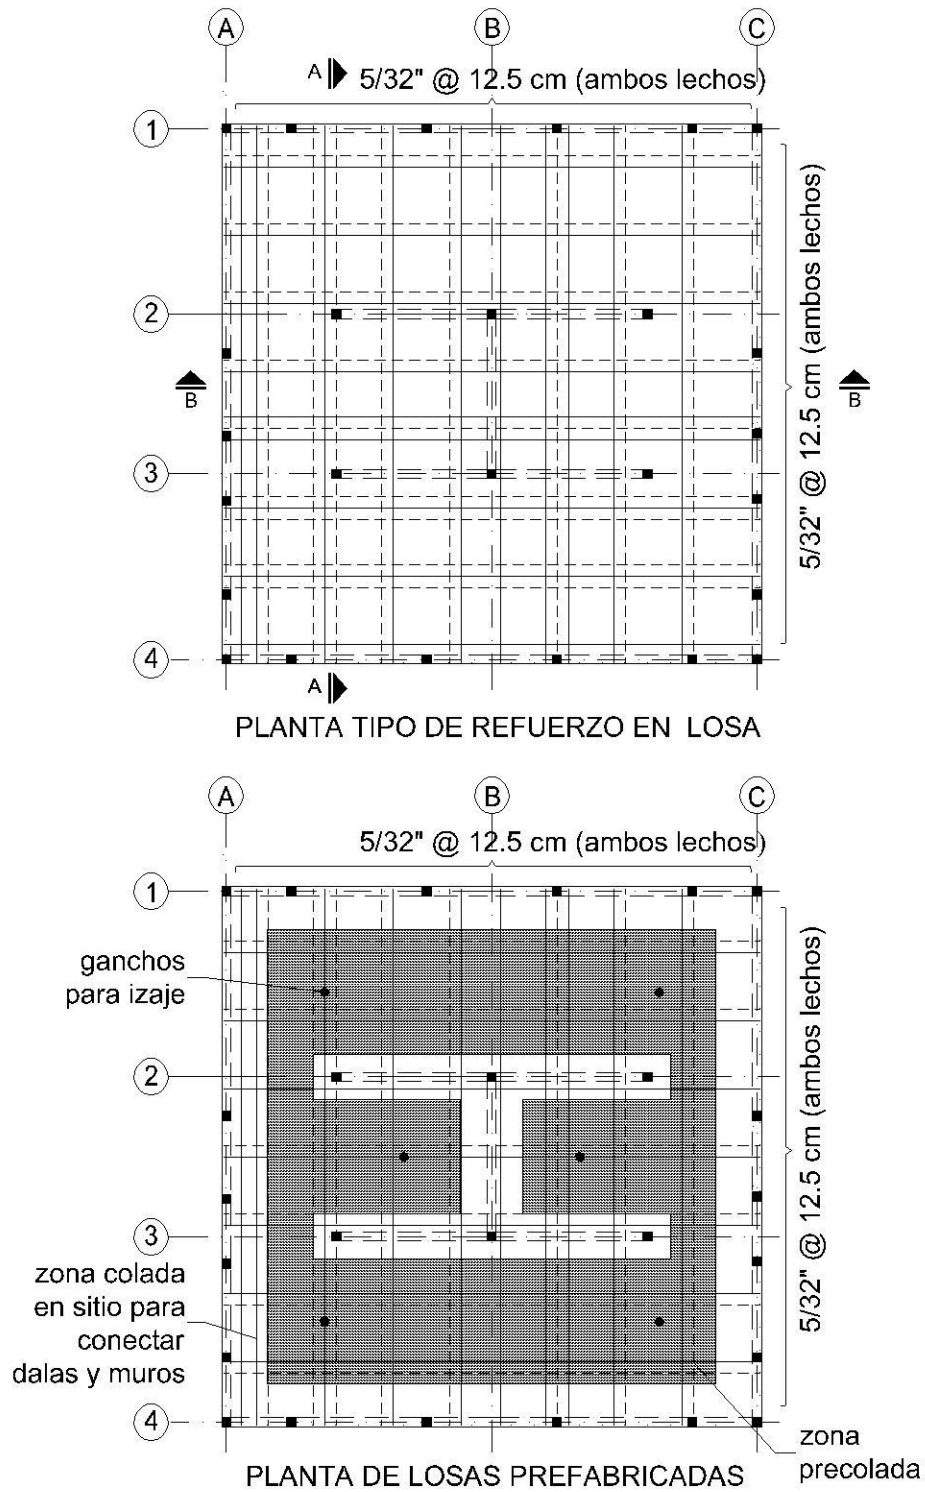 A
B
C
A
5/32" @ 12.5 cm (ambos lechos)
1
2
3
4
B
B
5/32" @ 12.5 cm (ambos lechos)
A
PLANTA TIPO DE REFUERZO EN LOSA
A
B
C
5/32" @ 12.5 cm (ambos lechos)
1
ganchos
para izaje
2
3
zona colada
en sitio para
conectar
dalas y muros
4
5/32" @ 12.5 cm (ambos lechos)
zona
precolada
PLANTA DE LOSAS PREFABRICADAS